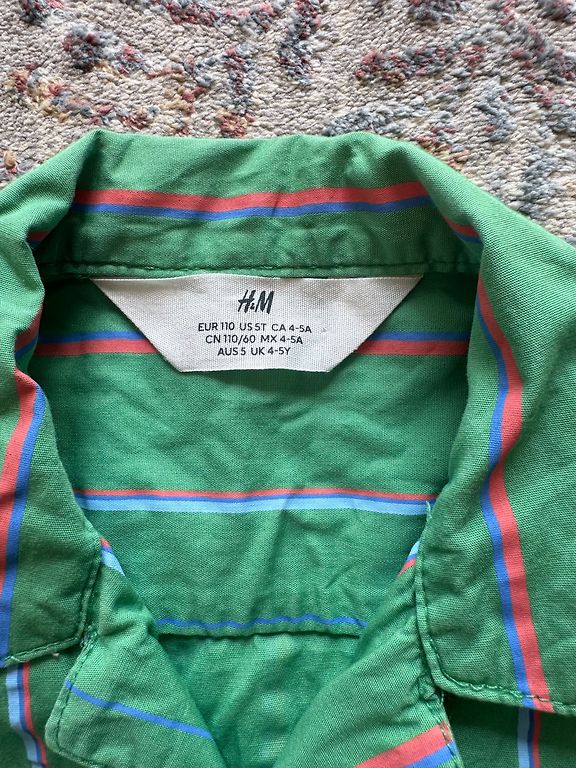 H&M
EUR 110 US 5T CA 4-5A
CN 110/60 MX 4-5A
AUS 5 UK 4-5Y